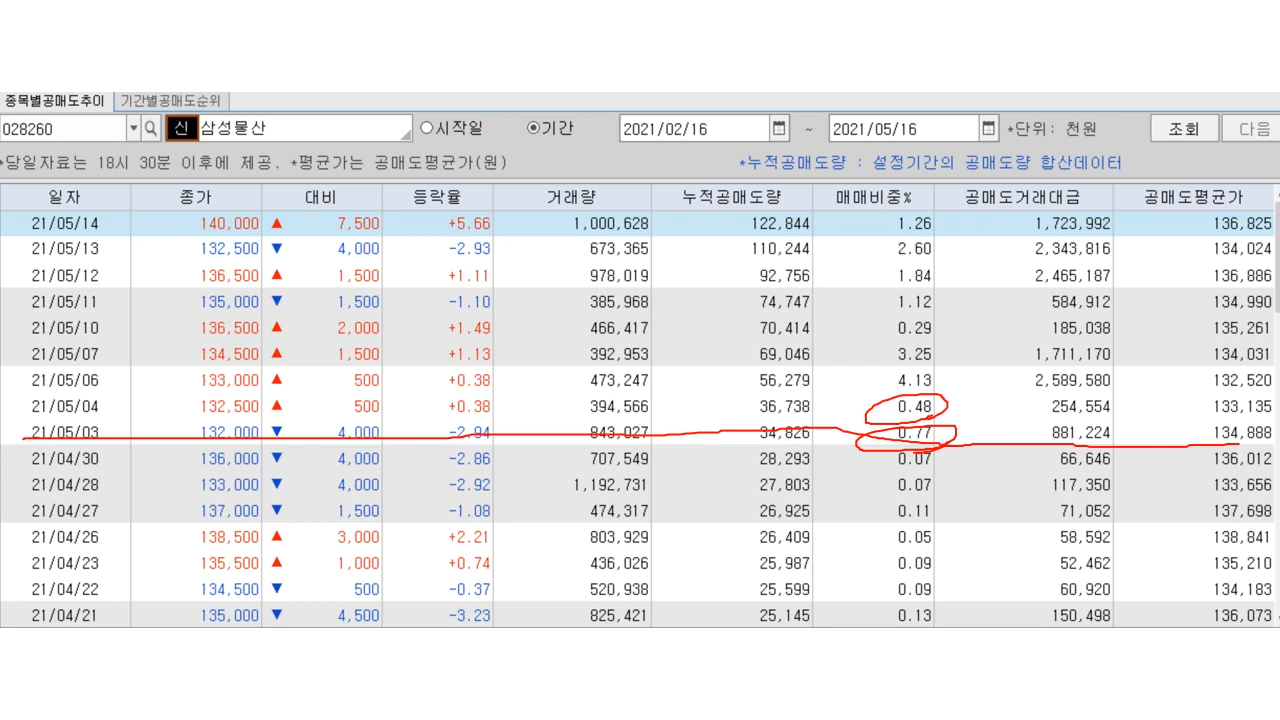 종목별공매도추이 기간별공매도순위
028260 신 삼성물산 시작일 기간 2021/02/16 ~ 2021/05/16 *단위: 천원 조회 다음
*당일자료는 18시 30분 이후에 제공. *평균가는 공매도평균가(원) *누적공매도량 : 설정기간의 공매도량 합산데이터
일자 종가 대비 등락율 거래량 누적공매도량 매매비중% 공매도거래대금 공매도평균가
21/05/14 140,000 ▲ 7,500 +5.66 1,000,628 122,844 1.26 1,723,992 136,825
21/05/13 132,500 ▼ 4,000 -2.93 673,365 110,244 2.60 2,343,816 134,024
21/05/12 136,500 ▲ 1,500 +1.11 978,019 92,756 1.84 2,465,187 136,886
21/05/11 135,000 ▼ 1,500 -1.10 385,968 74,747 1.12 584,912 134,990
21/05/10 136,500 ▲ 2,000 +1.49 466,417 70,414 0.29 185,038 135,261
21/05/07 134,500 ▲ 1,500 +1.13 392,953 69,046 3.25 1,711,170 134,031
21/05/06 133,000 ▲ 500 +0.38 473,247 56,279 4.13 2,589,580 132,520
21/05/04 132,500 ▲ 500 +0.38 394,566 36,738 0.48 254,554 133,135
21/05/03 132,000 ▼ 4,000 -2.94 843,027 34,826 0.77 881,224 134,888
21/04/30 136,000 ▼ 4,000 -2.86 707,549 28,293 0.07 66,646 136,012
21/04/28 133,000 ▼ 4,000 -2.92 1,192,731 27,803 0.07 117,350 133,656
21/04/27 137,000 ▼ 1,500 -1.08 474,317 26,925 0.11 71,052 137,698
21/04/26 138,500 ▲ 3,000 +2.21 803,929 26,409 0.05 58,592 138,841
21/04/23 135,500 ▲ 1,000 +0.74 436,026 25,987 0.09 52,462 135,210
21/04/22 134,500 ▼ 500 -0.37 520,938 25,599 0.09 60,920 134,183
21/04/21 135,000 ▼ 4,500 -3.23 825,421 25,145 0.13 150,498 136,073